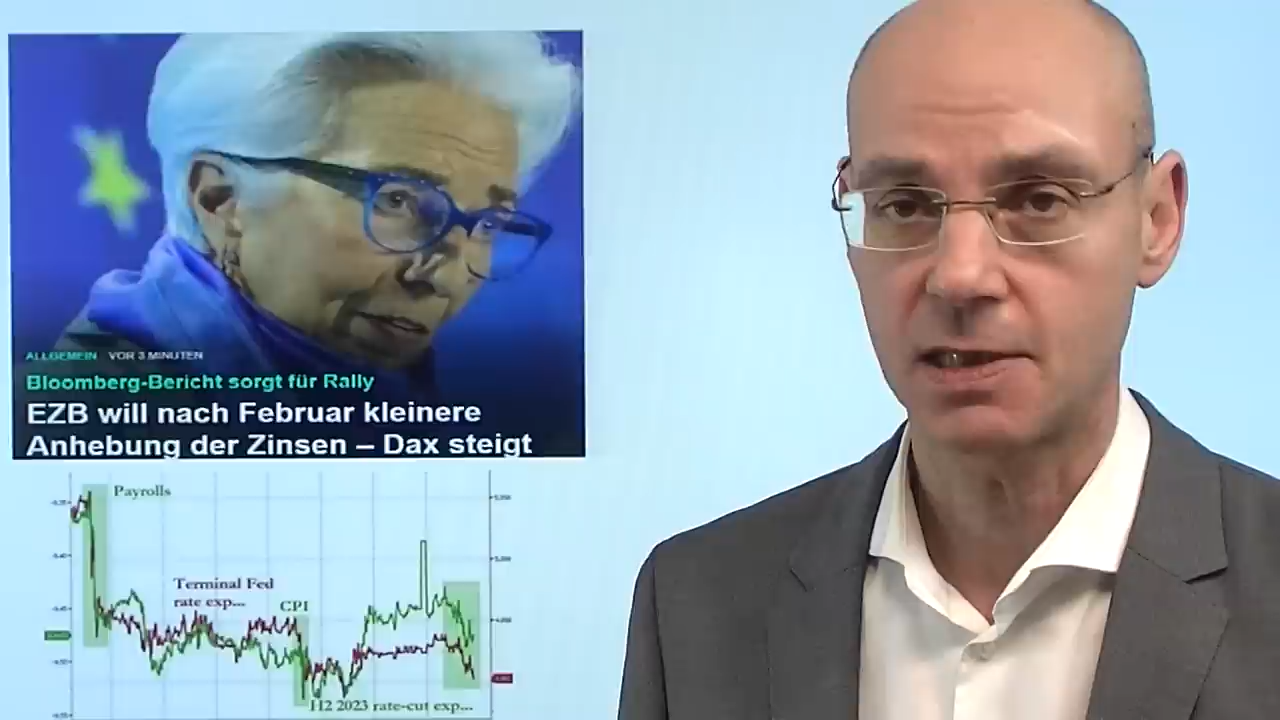 ALLGEMEIN VOR 3 MINUTEN
Bloomberg-Bericht sorgt für Rally
EZB will nach Februar kleinere
Anhebung der Zinsen – Dax steigt
Payrolls
Terminal Fed
rate exp...
CPI
H2 2023 rate-cut exp...